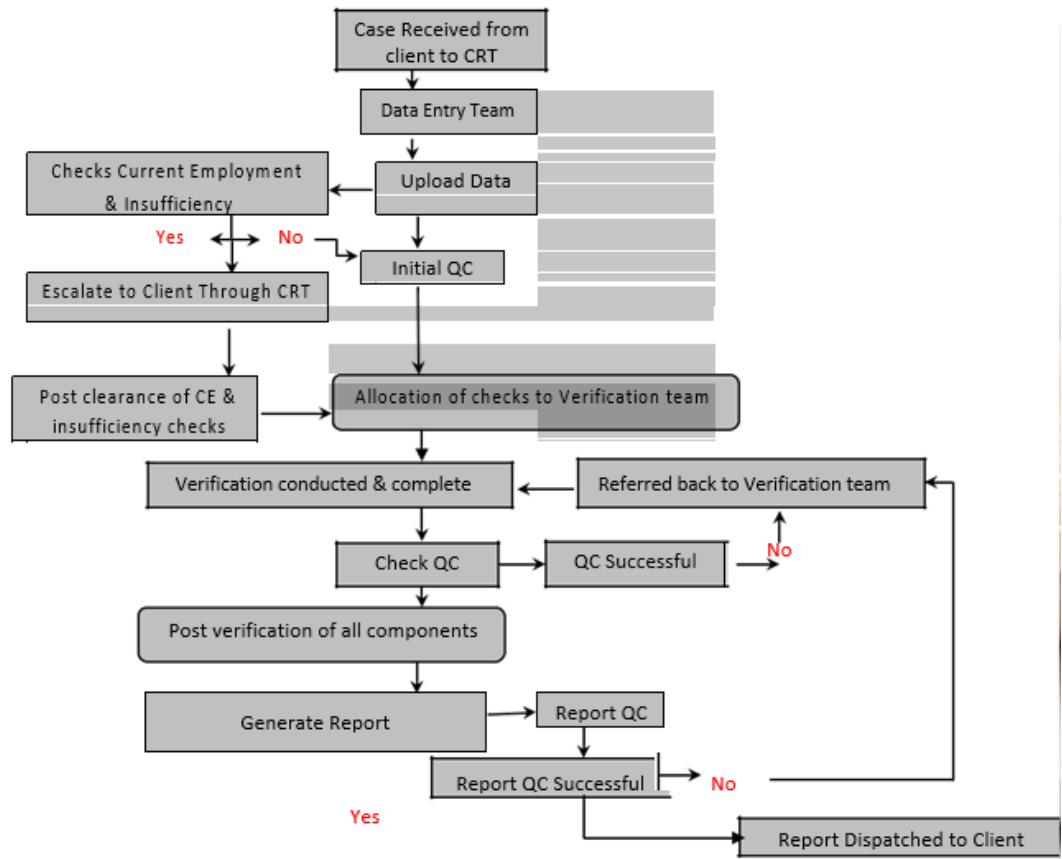 Case Received from
client to CRT
Data Entry Team
Checks Current Employment
& Insufficiency
Upload Data
Yes
No
Initial QC
Escalate to Client Through CRT
Post clearance of CE &
insufficiency checks
Allocation of checks to Verification team
Verification conducted & complete
Referred back to Verification team
Check QC
QC Successful
No
Post verification of all components
Generate Report
Report QC
Report QC Successful
No
Yes
Report Dispatched to Client